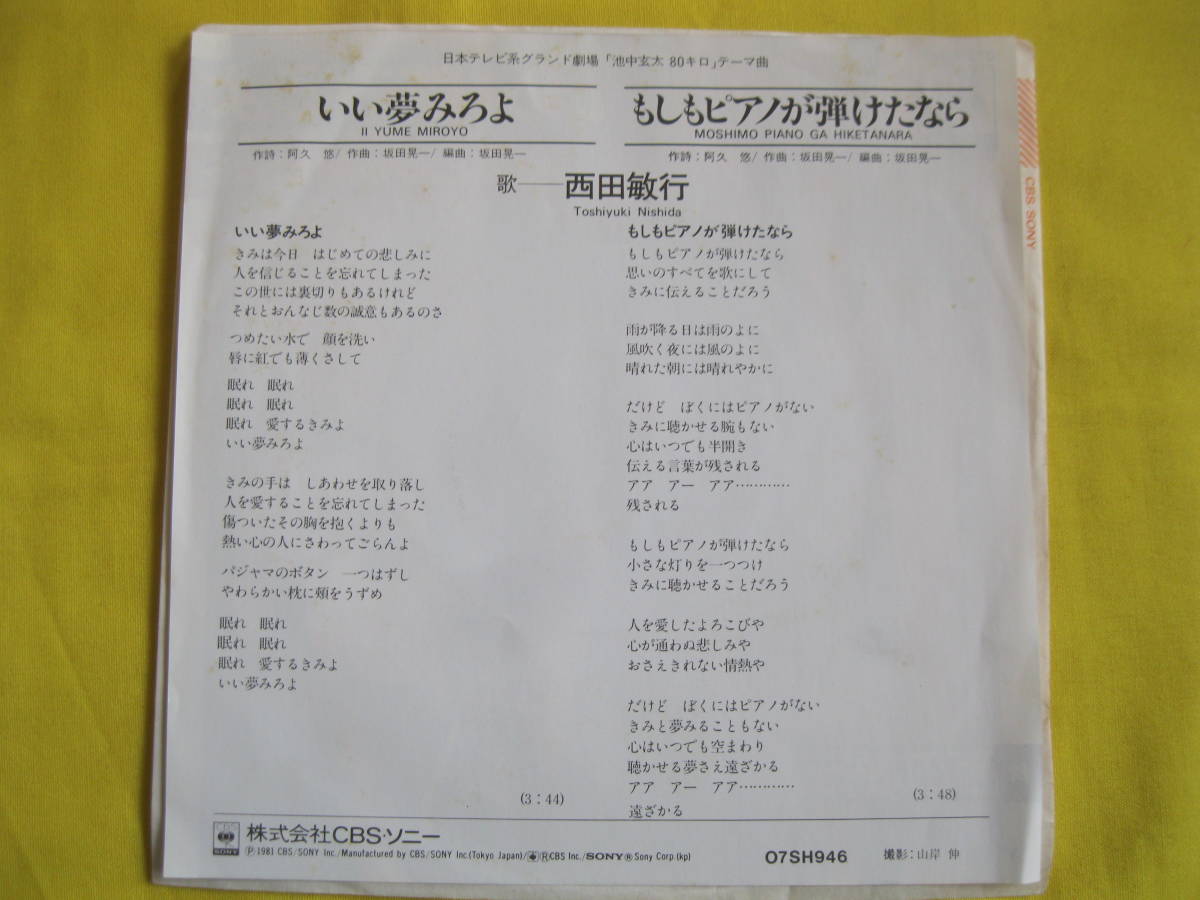 日本テレビ系グランド劇場「池中玄太 80キロ」テーマ曲
いい夢みろよ
II YUME MIROYO
作詩：阿久 悠/ 作曲：坂田晃一/ 編曲：坂田晃一
もしもピアノが弾けたなら
MOSHIMO PIANO GA HIKETANARA
作詩：阿久 悠/ 作曲：坂田晃一/ 編曲：坂田晃一
歌──西田敏行
Toshiyuki Nishida
いい夢みろよ
きみは今日 はじめての悲しみに
人を信じることを忘れてしまった
この世には裏切りもあるけれど
それとおんなじ数の誠意もあるのさ
つめたい水で 顔を洗い
唇に紅でも薄くさして
眠れ 眠れ
眠れ 眠れ
眠れ 愛するきみよ
いい夢みろよ
きみの手は しあわせを取り落し
人を愛することを忘れてしまった
傷ついたその胸を抱くよりも
熱い心の人にさわってごらんよ
パジャマのボタン 一つはずし
やわらかい枕に頬をうずめ
眠れ 眠れ
眠れ 眠れ
眠れ 愛するきみよ
いい夢みろよ
(3：44)
もしもピアノが弾けたなら
もしもピアノが弾けたなら
思いのすべてを歌にして
きみに伝えることだろう
雨が降る日は雨のよに
風吹く夜には風のよに
晴れた朝には晴れやかに
だけど ぼくにはピアノがない
きみに聴かせる腕もない
心はいつでも半開き
伝える言葉が残される
アア アー アア…………
残される
もしもピアノが弾けたなら
小さな灯りを一つつけ
きみに聴かせることだろう
人を愛したよろこびや
心が通わぬ悲しみや
おさえきれない情熱や
だけど ぼくにはピアノがない
きみと夢みることもない
心はいつでも空まわり
聴かせる夢さえ遠ざかる
アア アー アア…………
遠ざかる
(3：48)
CBS SONY
CBS
SONY
株式会社CBS・ソニー
Ⓟ1981 CBS/SONY Inc./Manufactured by CBS/SONY Inc.(Tokyo Japan)/ⓇCBS Inc./SONY® Sony Corp.(kp)
07SH946
撮影：山岸 伸